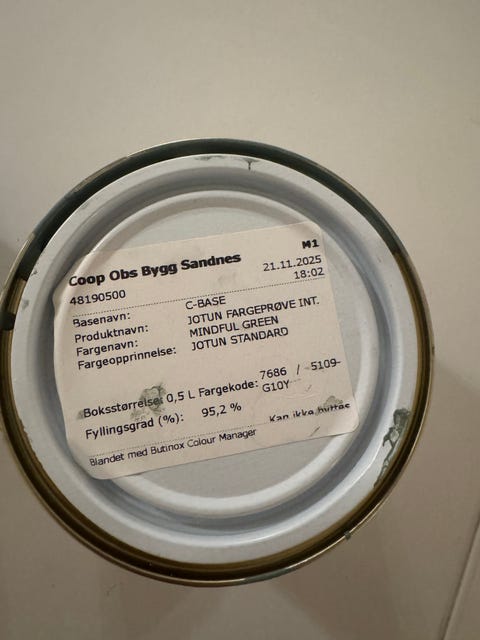 Coop Obs Bygg Sandnes M1
48190500 21.11.2025
18:02
Basenavn: C-BASE
Produktnavn: JOTUN FARGEPRØVE INT.
Fargenavn: MINDFUL GREEN
Fargeopprinnelse: JOTUN STANDARD
Boksstørrelse: 0,5 L Fargekode: 7686 / 5109-
G10Y
Fyllingsgrad (%): 95,2 % Kan ikke byttes
Blandet med Butinox Colour Manager